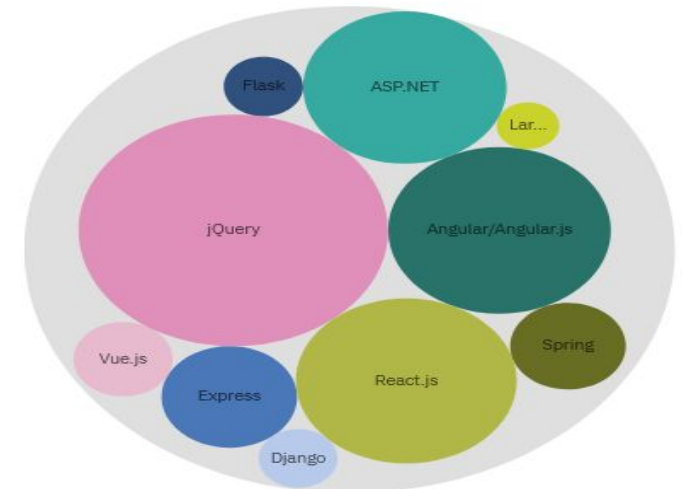 Flask
ASP.NET
Lar...
jQuery
Angular/Angular.js
Vue.js
Express
React.js
Spring
Django